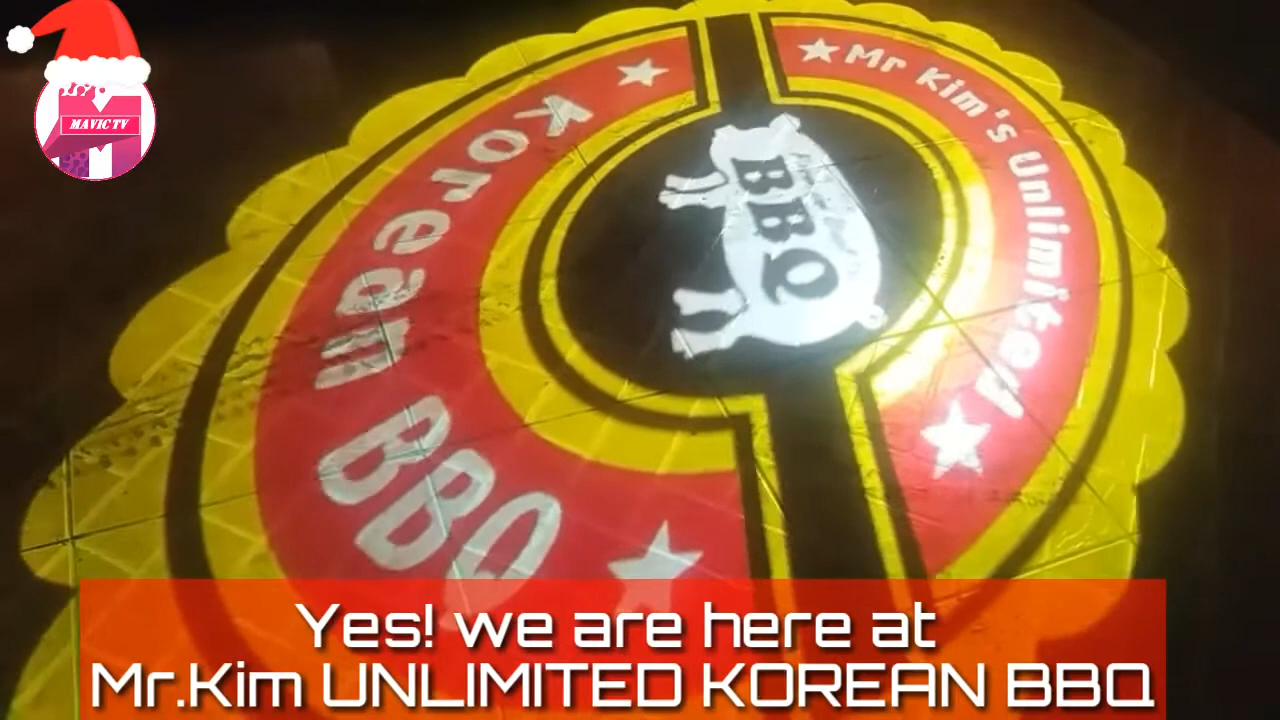 MAVIC TV
Mr Kim's Unlimited
BBQ
Korean BBQ
Yes! we are here at
Mr.Kim UNLIMITED KOREAN BBQ